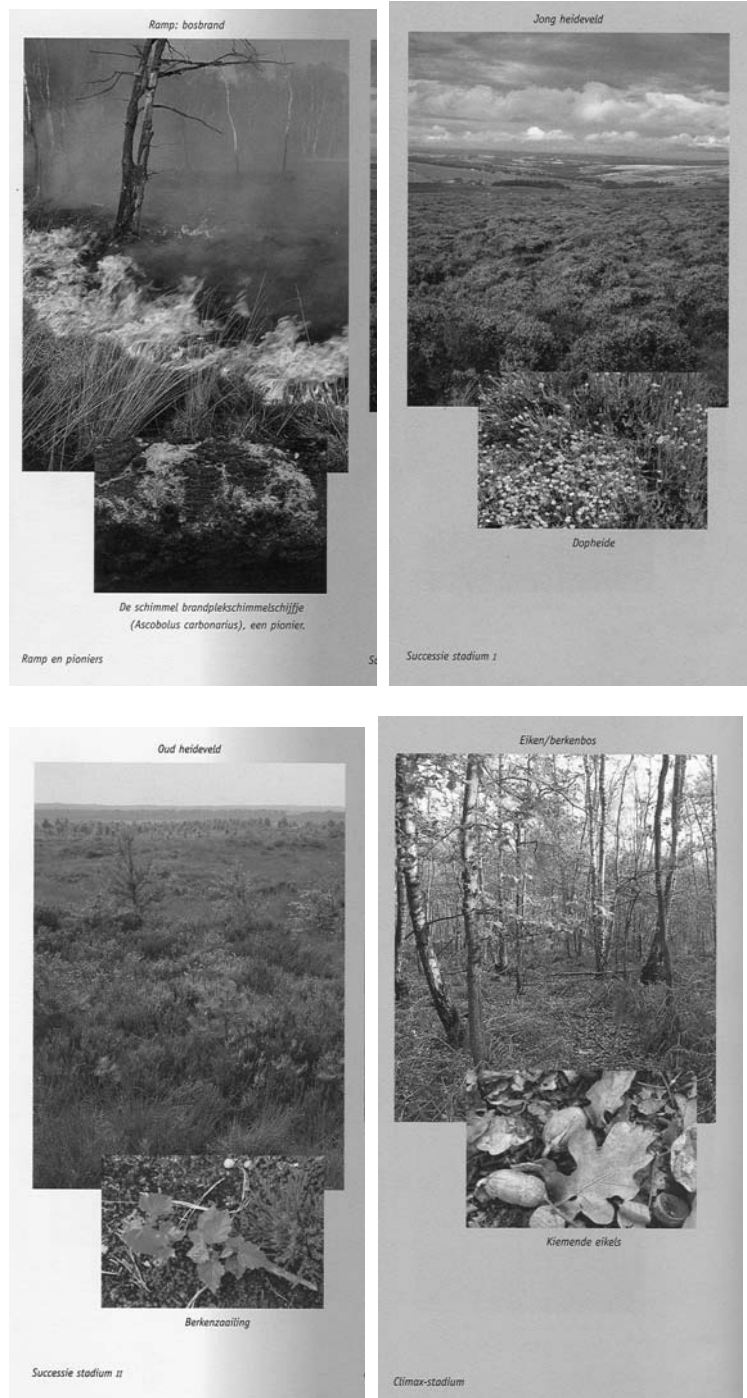 Ramp: bosbrand
De schimmel brandplekschimmelschijfje
(Ascobolus carbonarius), een pionier.
Ramp en pioniers
Jong heideveld
Dopheide
Successie stadium I
Oud heideveld
Berkenzaailing
Successie stadium II
Eiken/berkenbos
Kiemende eikels
Climax-stadium